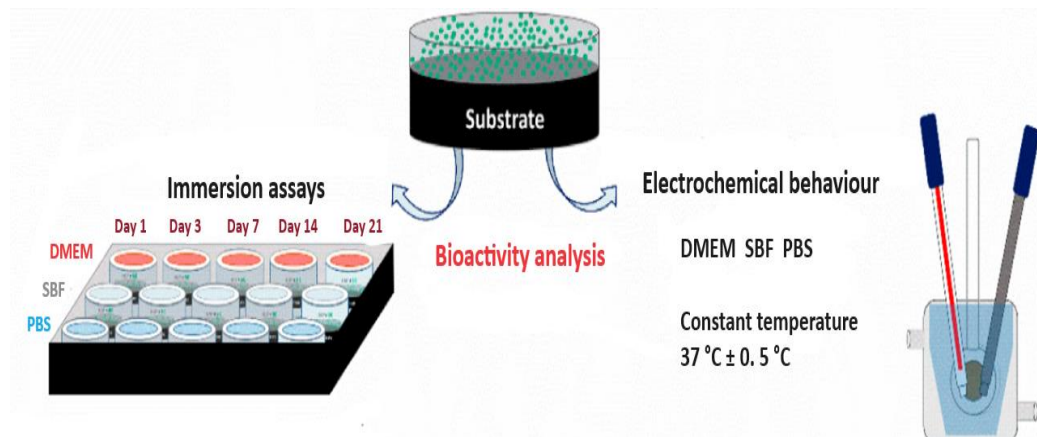 Substrate
Immersion assays
Day 1 Day 3 Day 7 Day 14 Day 21
DMEM
SBF
PBS
Bioactivity analysis
Electrochemical behaviour
DMEM SBF PBS
Constant temperature
37 °C ± 0. 5 °C